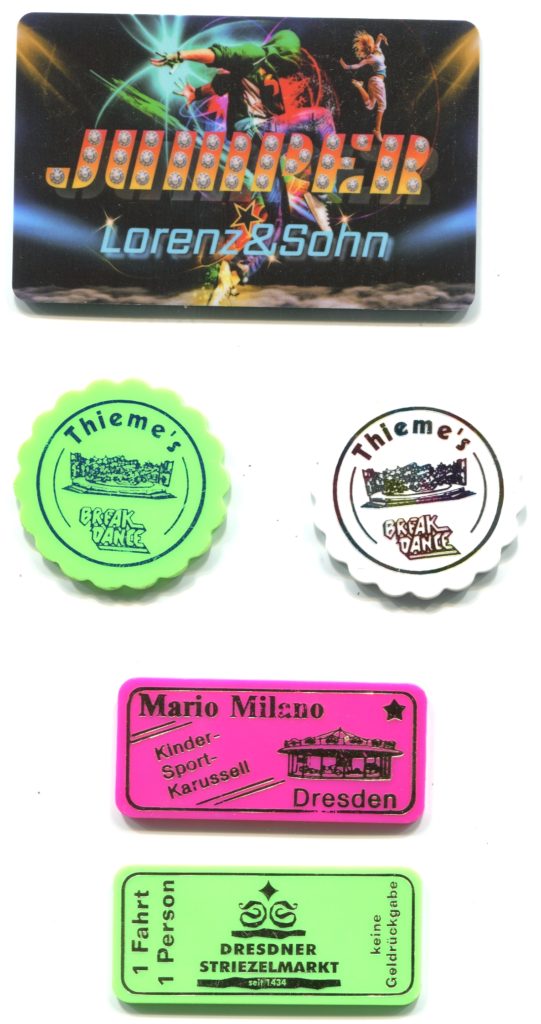 JUMPER
Lorenz&Sohn
Thieme's
BREAK
DANCE
Thieme's
BREAK
DANCE
Mario Milano
Kinder-
Sport-
Karussell
Dresden
1 Fahrt
1 Person
DRESDNER
STRIEZELMARKT
seit 1434
keine
Geldrückgabe